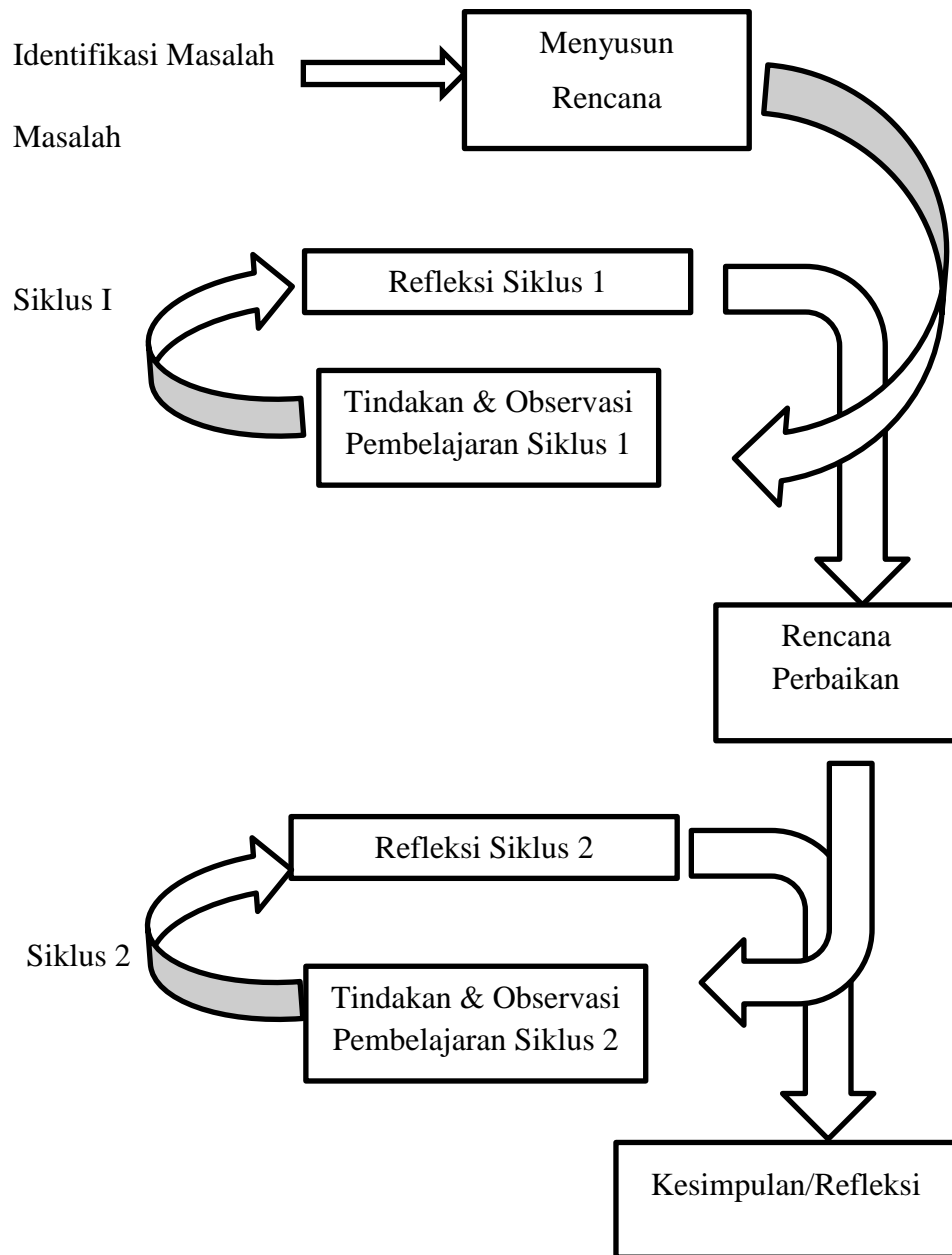 Identifikasi Masalah
Menyusun
Rencana
Masalah
Siklus I
Refleksi Siklus 1
Tindakan & Observasi
Pembelajaran Siklus 1
Rencana
Perbaikan
Refleksi Siklus 2
Siklus 2
Tindakan & Observasi
Pembelajaran Siklus 2
Kesimpulan/Refleksi